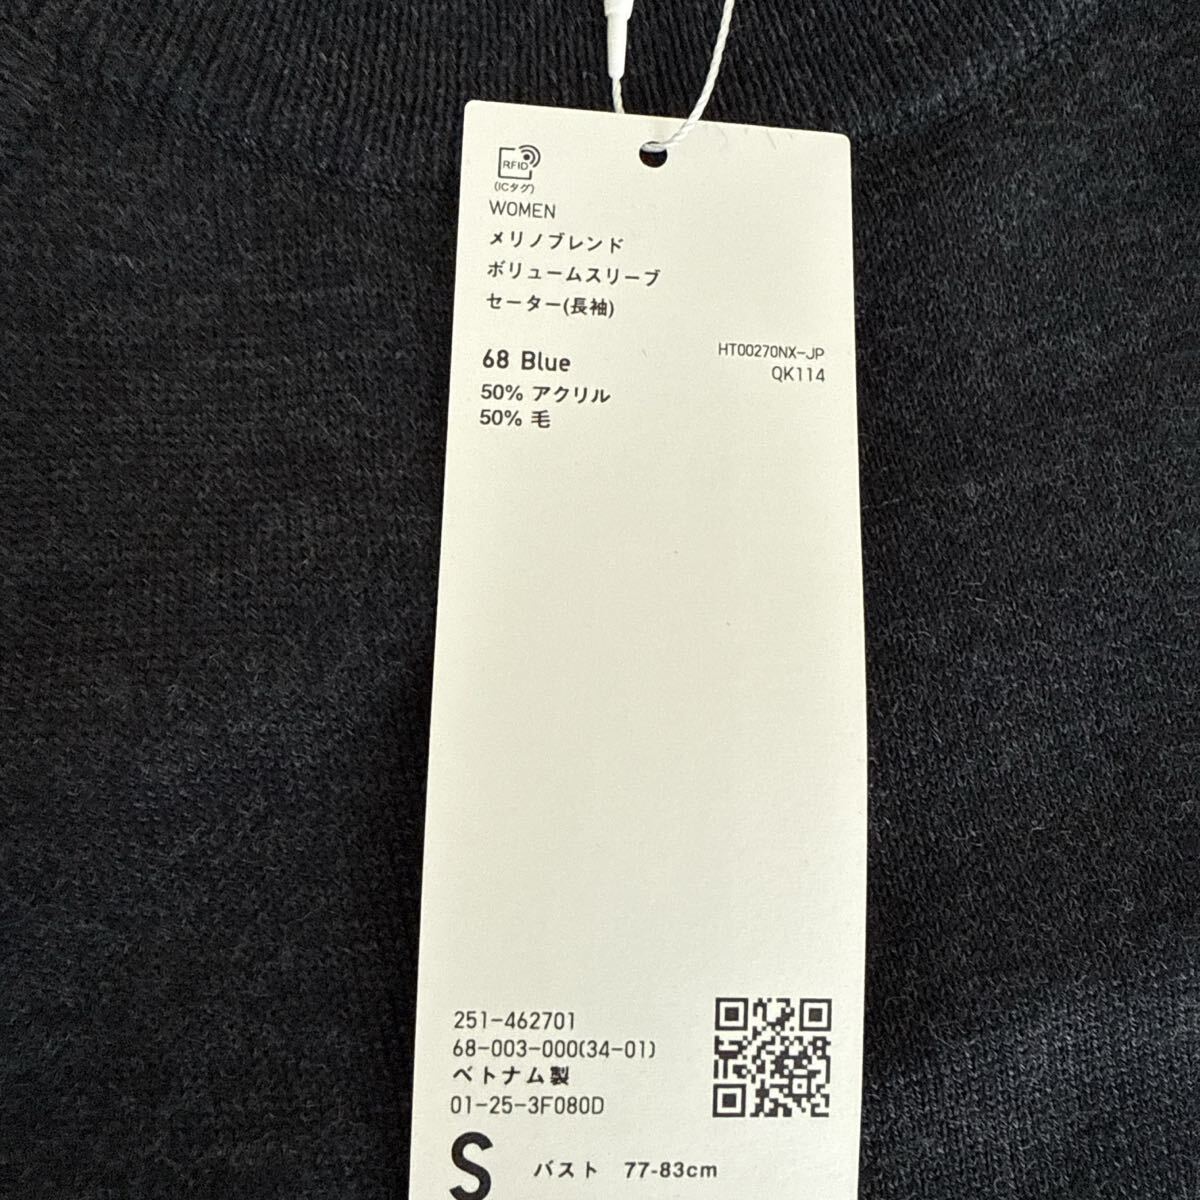 RFID
(ICタグ)
WOMEN
メリノブレンド
ボリュームスリーブ
セーター(長袖)
68 Blue
HT00270NX-JP
QK114
50% アクリル
50% 毛
251-462701
68-003-000(34-01)
ベトナム製
01-25-3F080D
S バスト 77-83cm